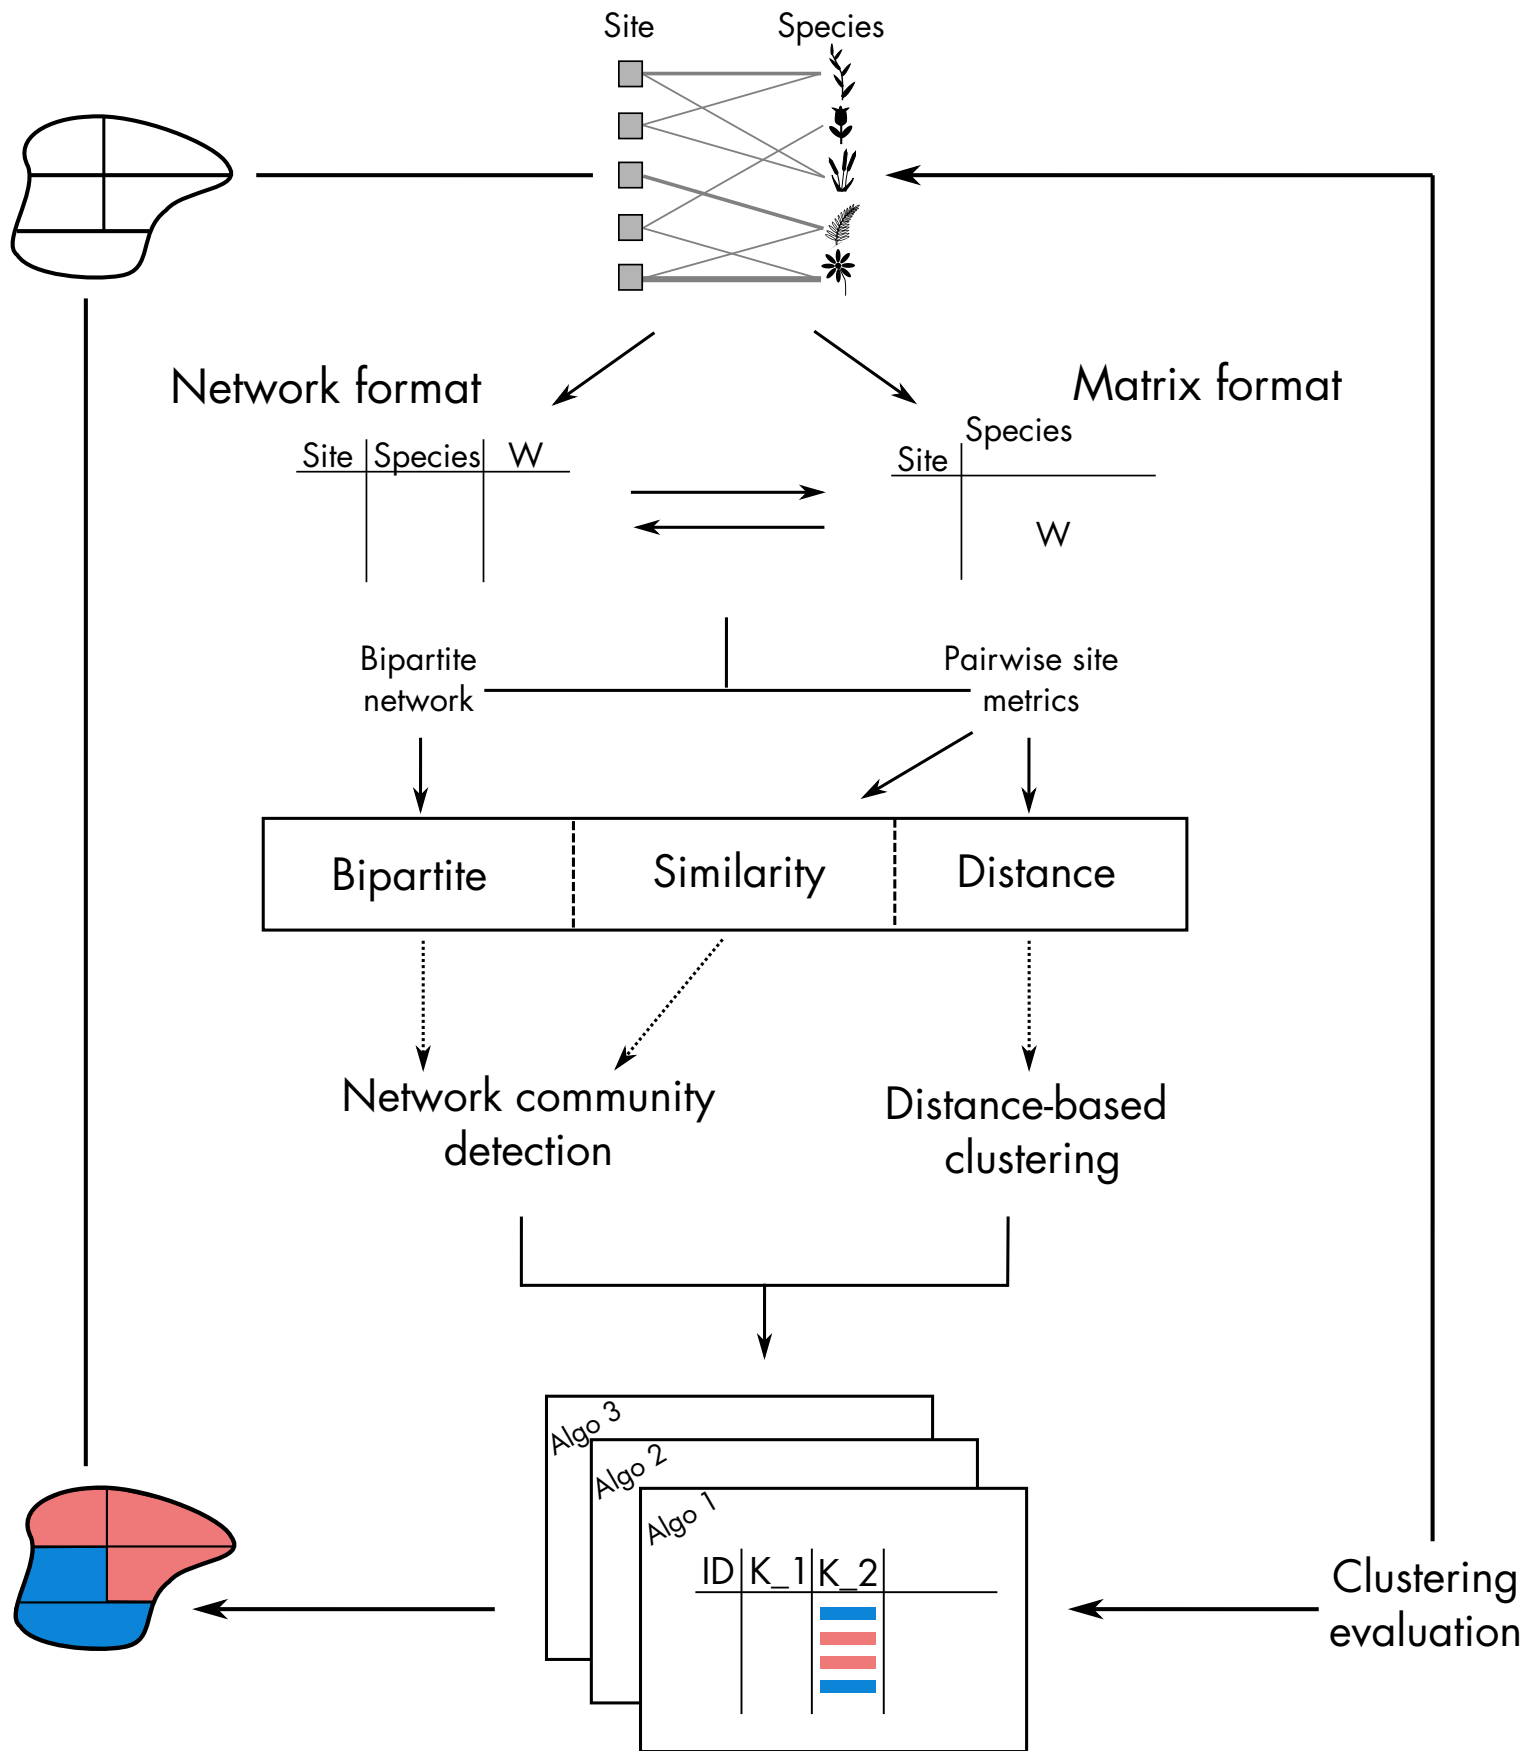 Site Species
Network format
Matrix format
Site Species W
Species
Site
W
Bipartite
network
Pairwise site
metrics
Bipartite Similarity Distance
Network community
detection
Distance-based
clustering
Algo 3
Algo 2
Algo 1
ID K_1 K_2
Clustering
evaluation